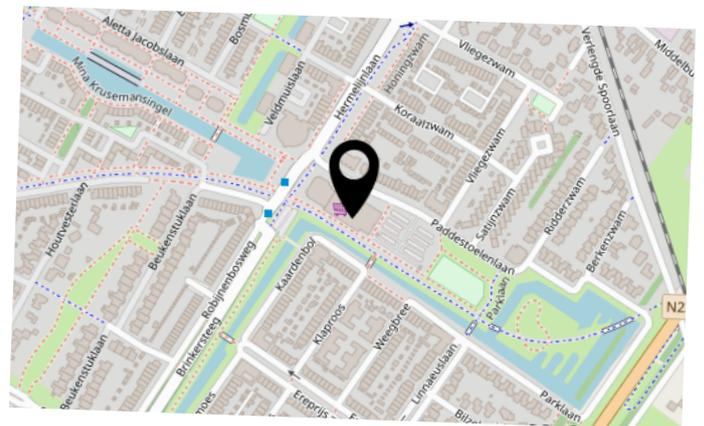 Aletta Jacobslaan
Mina Krusemansingel
Veldmuislaan
Hermelijnlaan
Honingzwam
Vliegezwam
Verlengde Spoorlaan
Koraalzwam
Vliegezwam
Satijnzwam
Ridderzwam
Berkenzwam
Paddestoelenlaan
Parklaan
Houtvesterlaan
Beukenstuklaan
Robijnenbosweg
Kaardenbol
Klaproos
Weegbree
Linnaeuslaan
Brinkersteeg
Beukenstuklaan
Ereprijs
Parklaan
N2